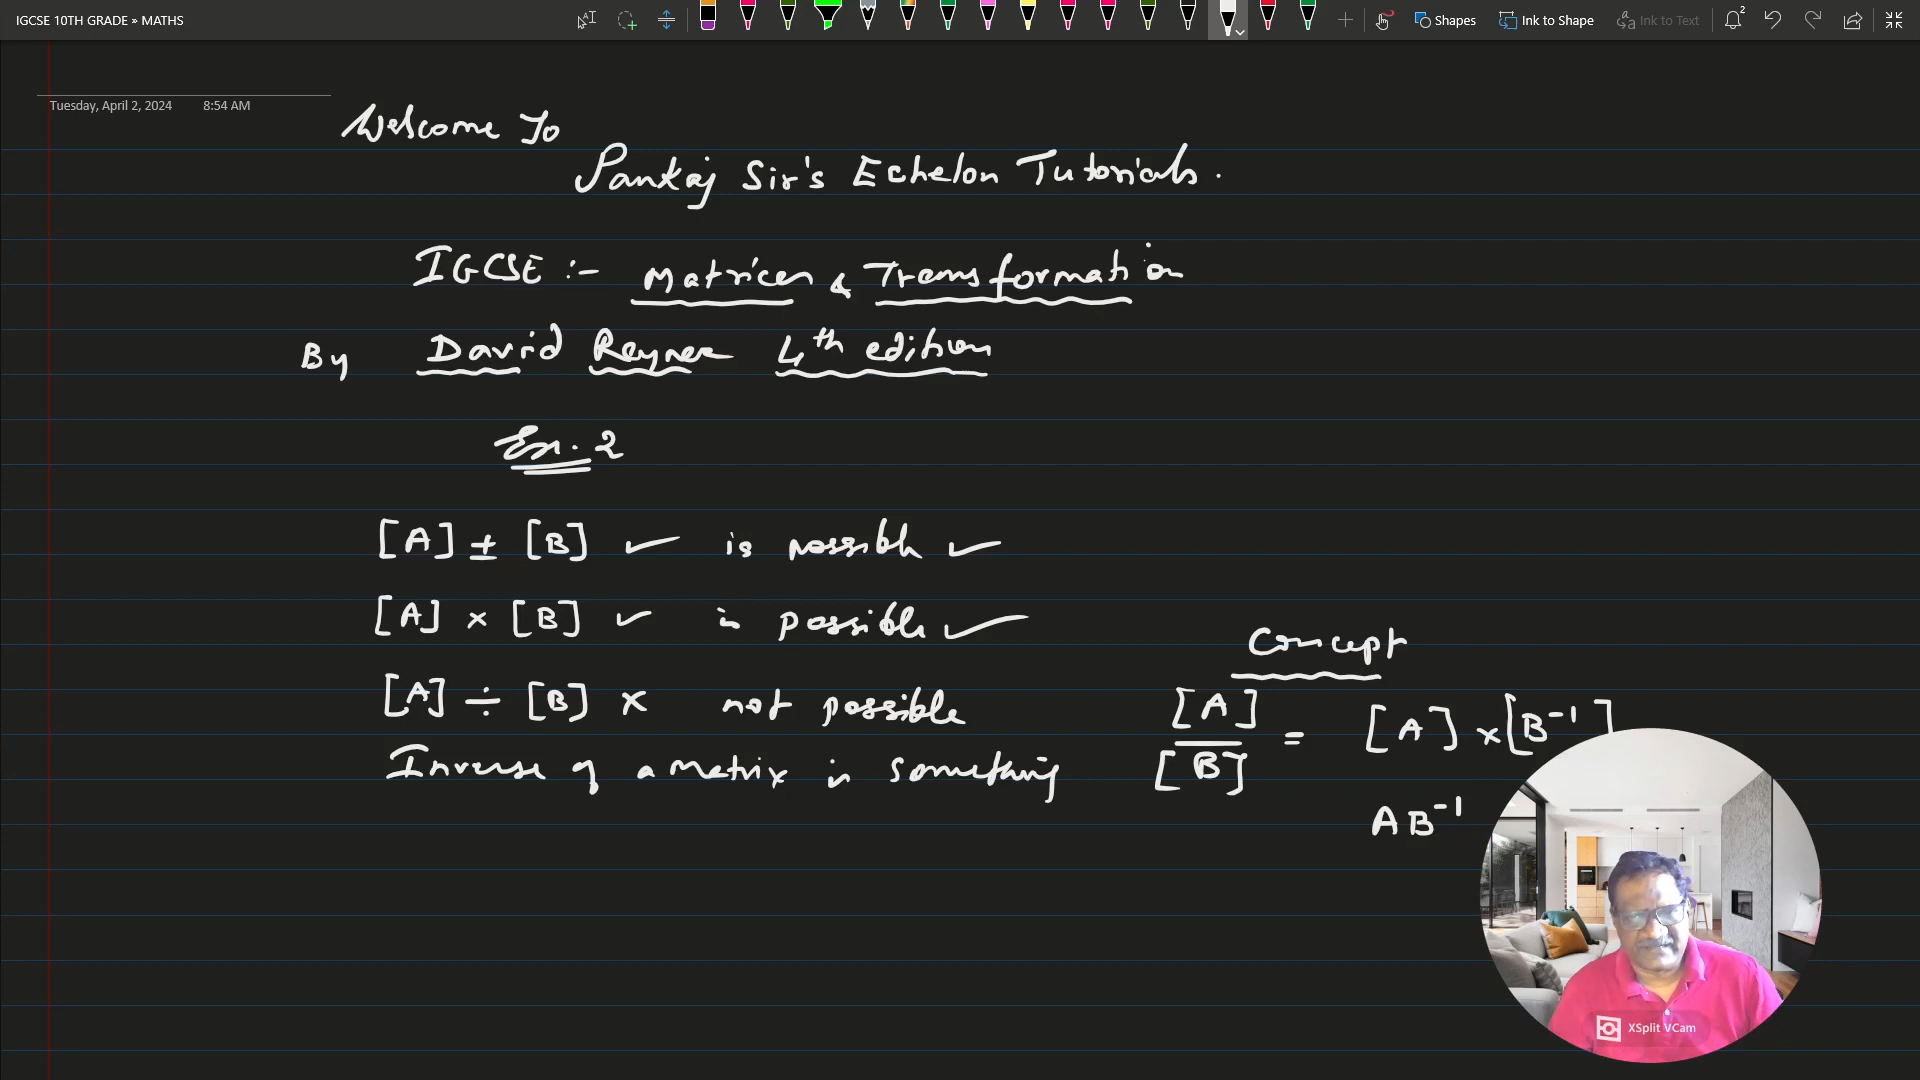 IGCSE 10TH GRADE » MATHS
Shapes
Ink to Shape
Ink to Text
2
Tuesday, April 2, 2024 8:54 AM
Welcome To
Pankaj Sir's Echelon Tutorials.
IGCSE :- Matrices & Transformation
By David Rayner 4th edition
Ex. 2
[A] ± [B] ✓ is possible ✓
[A] × [B] ✓ is possible ✓
[A] ÷ [B] × not possible
Inverse of a matrix is something
Concept
[A]/[B] = [A] × [B⁻¹]
AB⁻¹
XSplit VCam